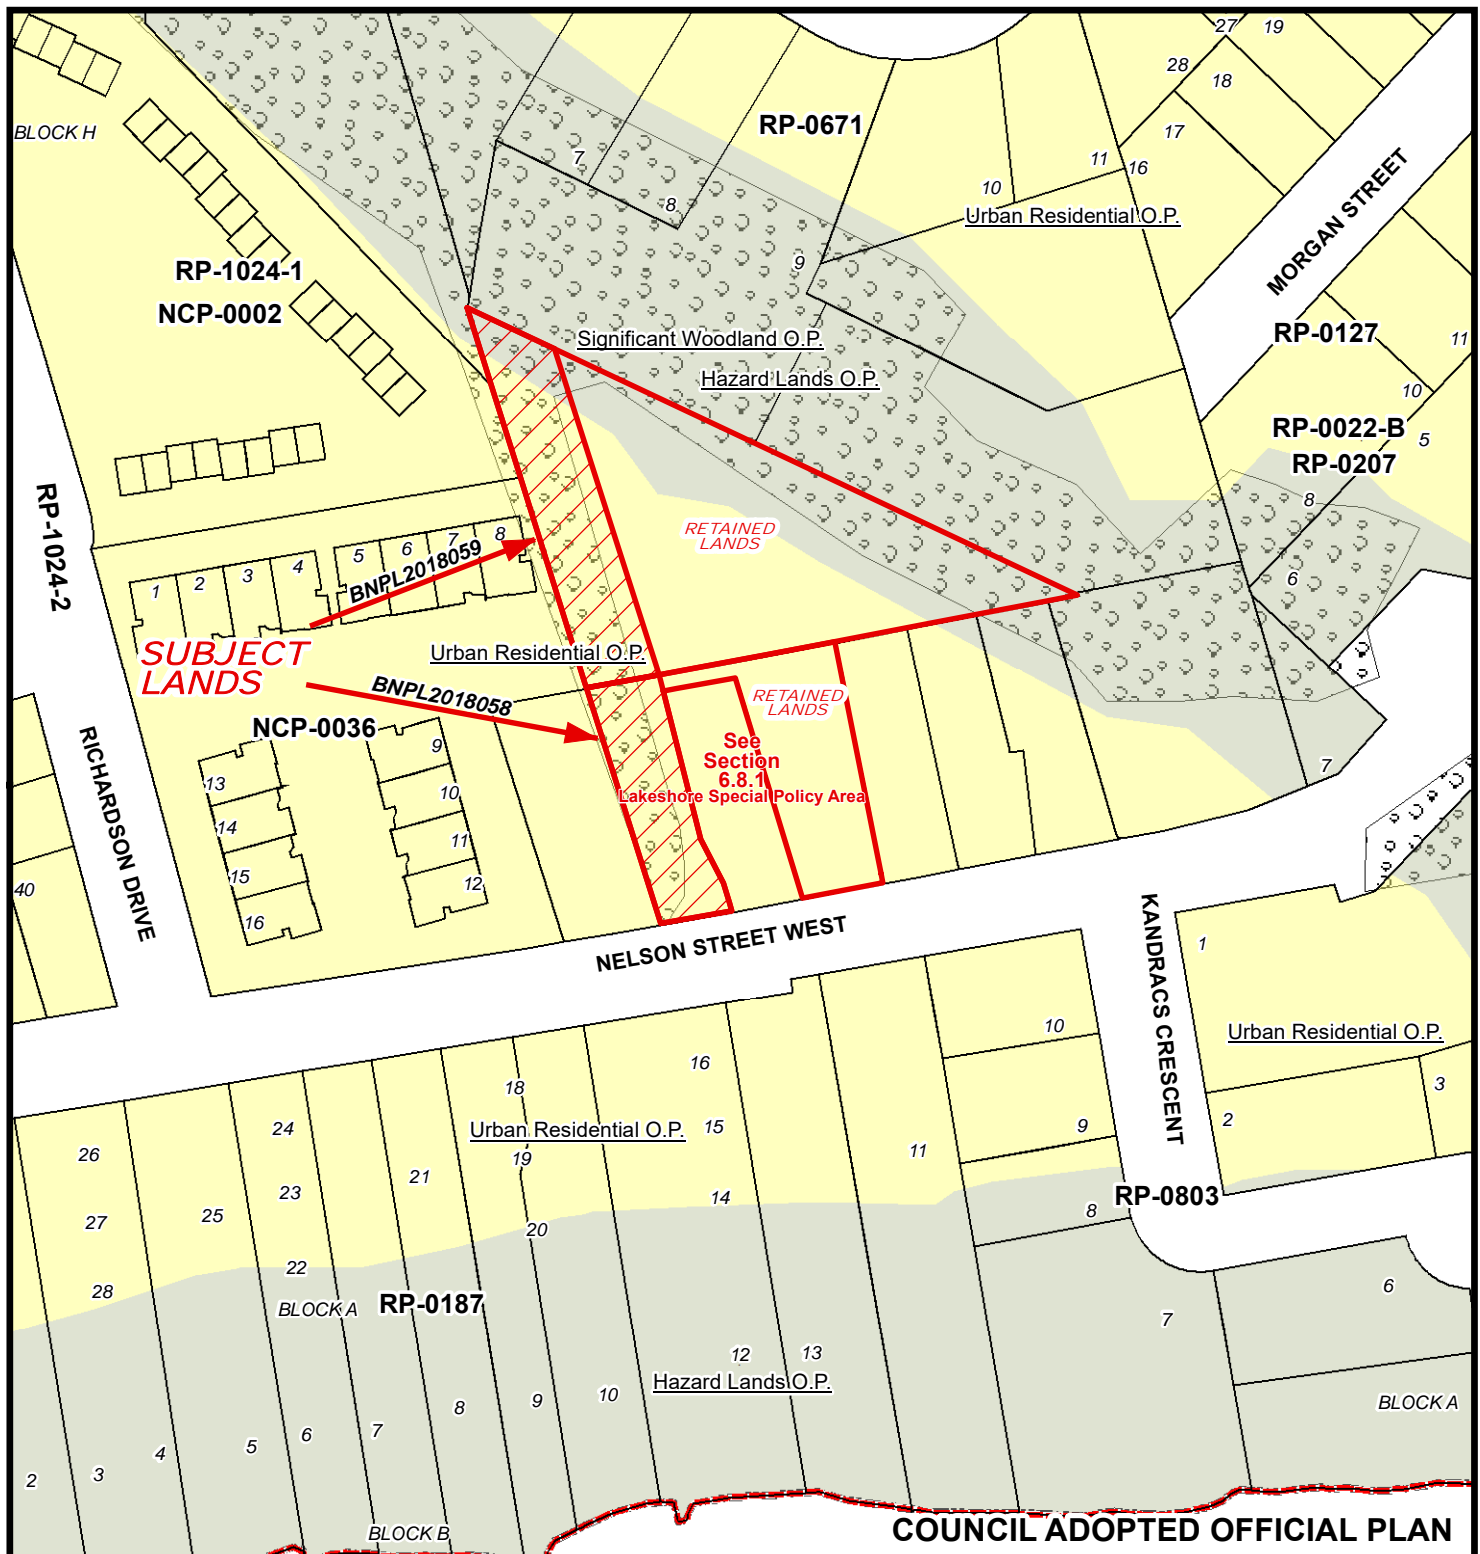 27
19
28
18
BLOCK H
RP-0671
17
7
11
16
10
8
Urban Residential O.P.
MORGAN STREET
9
RP-1024-1
NCP-0002
Significant Woodland O.P.
RP-0127
11
Hazard Lands O.P.
10
RP-0022-B
5
RP-0207
8
RP-1024-2
RETAINED
LANDS
1
2
3
4
5
6
7
8
BNPL2018059
6
SUBJECT
LANDS
Urban Residential O.P.
BNPL2018058
RETAINED
LANDS
NCP-0036
See
Section
6.8.1
Lakeshore Special Policy Area
7
RICHARDSON DRIVE
9
13
10
14
11
15
12
16
40
NELSON STREET WEST
KANDRACS CRESCENT
1
10
Urban Residential O.P.
16
18
3
24
Urban Residential O.P.
15
9
2
26
19
11
21
23
14
RP-0803
25
27
20
8
22
28
BLOCK A
RP-0187
6
7
12
13
Hazard Lands O.P.
10
9
8
BLOCK A
7
6
5
4
3
2
BLOCK B
COUNCIL ADOPTED OFFICIAL PLAN